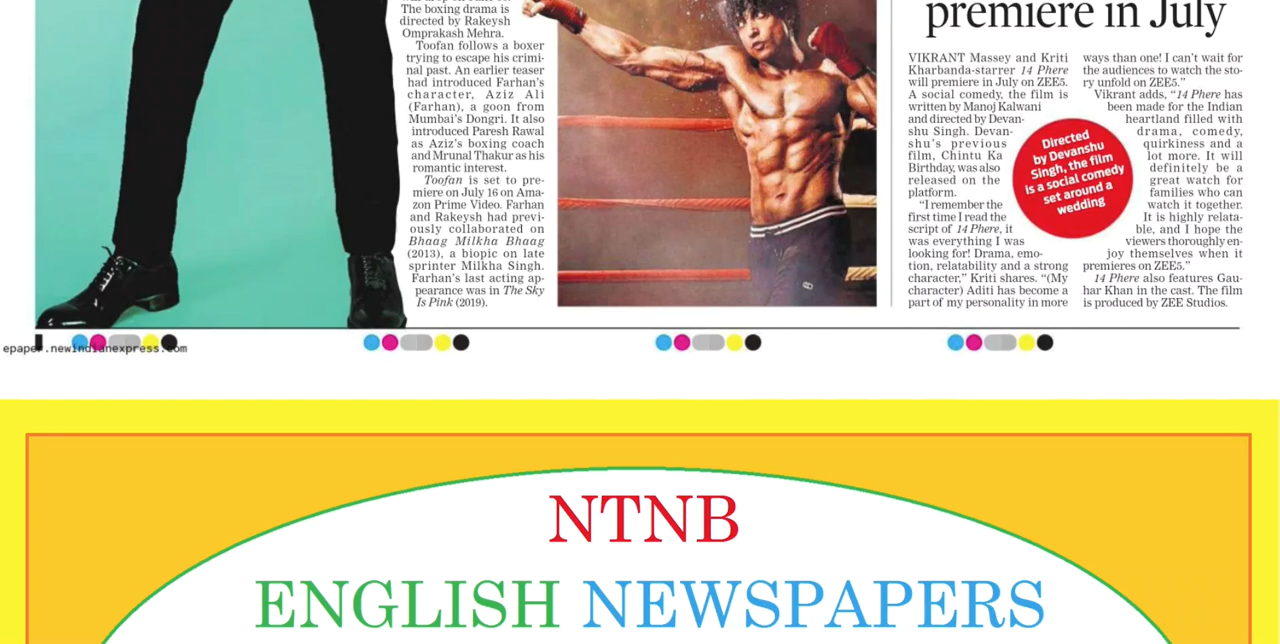 The boxing drama is
directed by Rakeysh
Omprakash Mehra.
Toofan follows a boxer
trying to escape his crimi-
nal past. An earlier teaser
had introduced Farhan's
character, Aziz Ali
(Farhan), a goon from
Mumbai's Dongri. It also
introduced Paresh Rawal
as Aziz's boxing coach
and Mrunal Thakur as his
romantic interest.
Toofan is set to pre-
miere on July 16 on Ama-
zon Prime Video. Farhan
and Rakeysh had previ-
ously collaborated on
Bhaag Milkha Bhaag
(2013), a biopic on late
sprinter Milkha Singh.
Farhan's last acting ap-
pearance was in The Sky
Is Pink (2019).
premiere in July
VIKRANT Massey and Kriti
Kharbanda-starrer 14 Phere
will premiere in July on ZEE5.
A social comedy, the film is
written by Manoj Kalwani
and directed by Devan-
shu Singh. Devan-
shu's previous
film, Chintu Ka
Birthday, was also
released on the
platform.
"I remember the
first time I read the
script of 14 Phere, it
was everything I was
looking for! Drama, emo-
tion, relatability and a strong
character," Kriti shares. "(My
character) Aditi has become a
part of my personality in more
ways than one! I can't wait for
the audiences to watch the sto-
ry unfold on ZEE5."
Vikrant adds, "14 Phere has
been made for the Indian
heartland filled with
drama, comedy,
quirkiness and a
lot more. It will
definitely be a
great watch for
families who can
watch it together.
It is highly relata-
ble, and I hope the
viewers thoroughly en-
joy themselves when it
premieres on ZEE5."
14 Phere also features Gau-
har Khan in the cast. The film
is produced by ZEE Studios.
Directed
by Devanshu
Singh, the film
is a social comedy
set around a
wedding
epaper.newindianexpress.com
NTNB
ENGLISH NEWSPAPERS